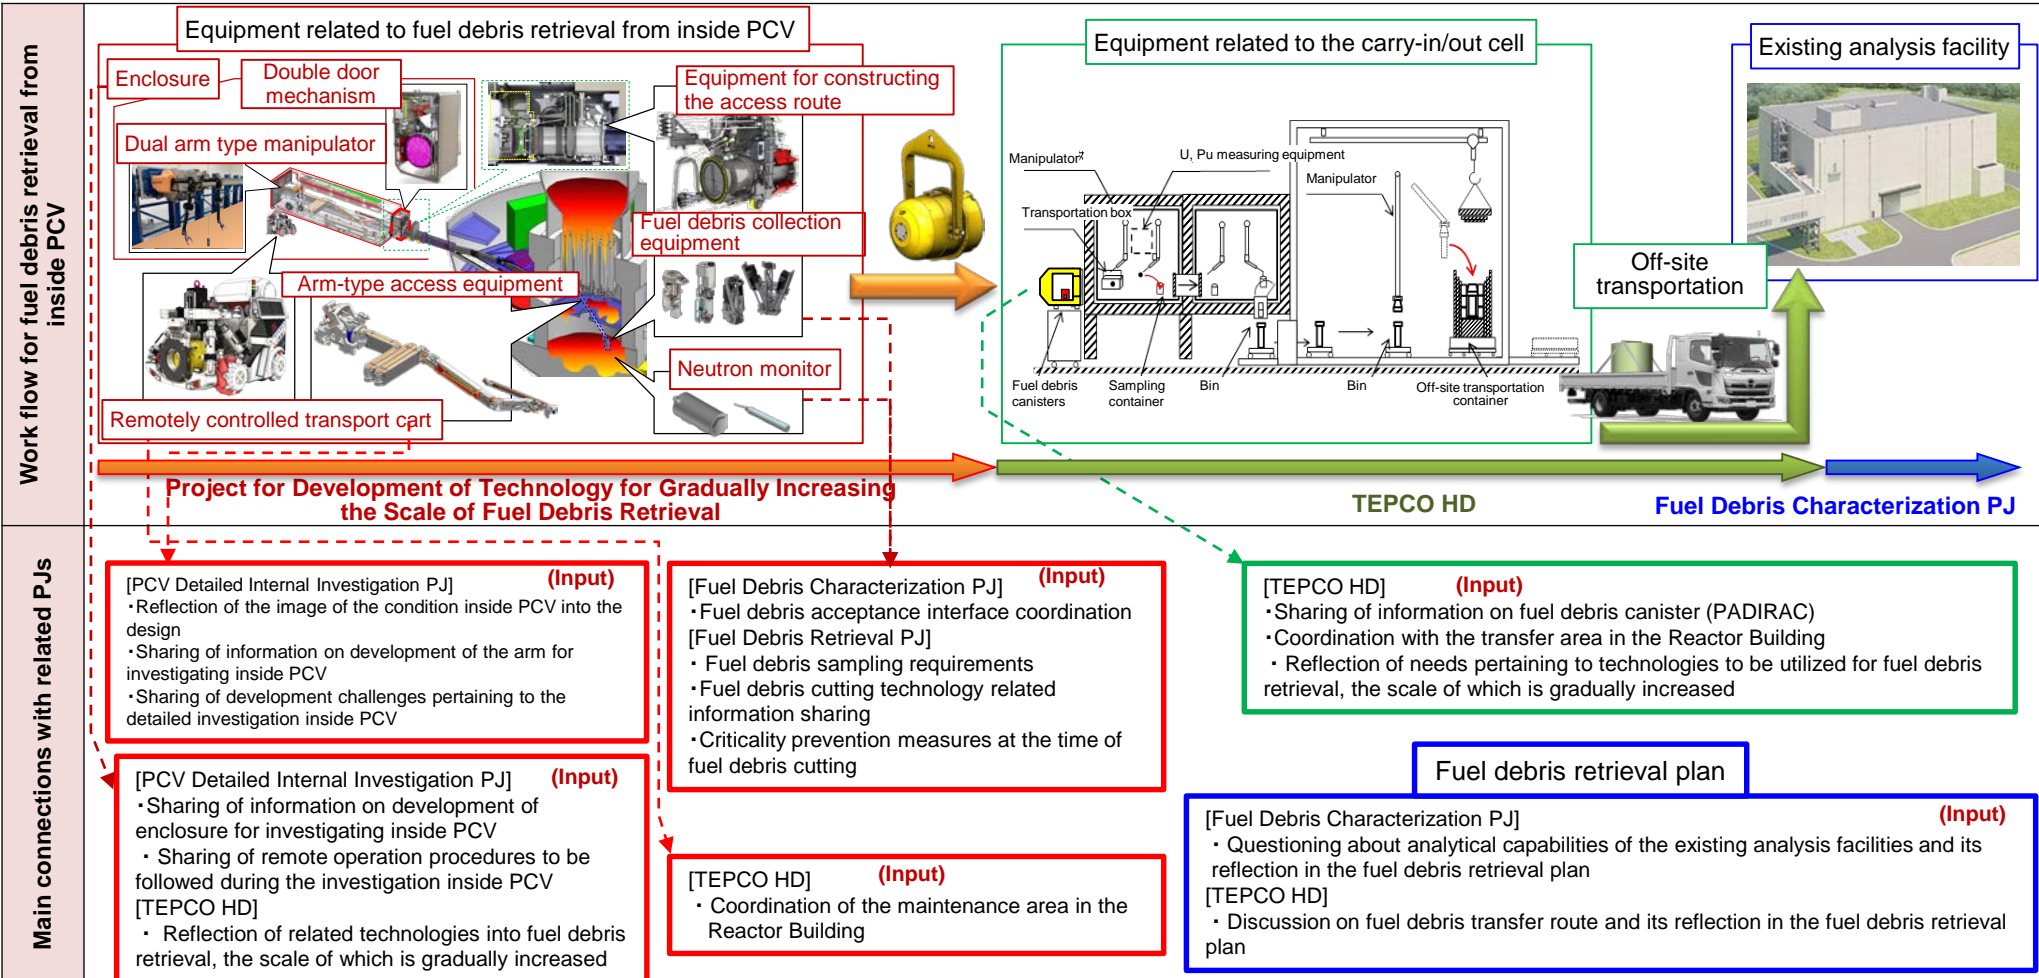 Work flow for fuel debris retrieval from
inside PCV
Equipment related to fuel debris retrieval from inside PCV
Enclosure
Double door
mechanism
Equipment for constructing
the access route
Dual arm type manipulator
Fuel debris collection
equipment
Arm-type access equipment
Neutron monitor
Remotely controlled transport cart
Equipment related to the carry-in/out cell
Manipulator
U, Pu measuring equipment
Manipulator
Transportation box
Fuel debris
canisters
Sampling
container
Bin
Bin
Off-site transportation
container
Existing analysis facility
Off-site
transportation
Project for Development of Technology for Gradually Increasing
the Scale of Fuel Debris Retrieval
TEPCO HD
Fuel Debris Characterization PJ
Main connections with related PJs
[PCV Detailed Internal Investigation PJ]
(Input)
・Reflection of the image of the condition inside PCV into the
design
・Sharing of information on development of the arm for
investigating inside PCV
・Sharing of development challenges pertaining to the
detailed investigation inside PCV
[PCV Detailed Internal Investigation PJ]
(Input)
・Sharing of information on development of
enclosure for investigating inside PCV
・ Sharing of remote operation procedures to be
followed during the investigation inside PCV
[TEPCO HD]
・ Reflection of related technologies into fuel debris
retrieval, the scale of which is gradually increased
[Fuel Debris Characterization PJ]
(Input)
・Fuel debris acceptance interface coordination
[Fuel Debris Retrieval PJ]
・ Fuel debris sampling requirements
・Fuel debris cutting technology related
information sharing
・Criticality prevention measures at the time of
fuel debris cutting
[TEPCO HD]
(Input)
・ Coordination of the maintenance area in the
Reactor Building
[TEPCO HD]
(Input)
・Sharing of information on fuel debris canister (PADIRAC)
・Coordination with the transfer area in the Reactor Building
・ Reflection of needs pertaining to technologies to be utilized for fuel debris
retrieval, the scale of which is gradually increased
Fuel debris retrieval plan
[Fuel Debris Characterization PJ]
(Input)
・ Questioning about analytical capabilities of the existing analysis facilities and its
reflection in the fuel debris retrieval plan
[TEPCO HD]
・ Discussion on fuel debris transfer route and its reflection in the fuel debris retrieval
plan